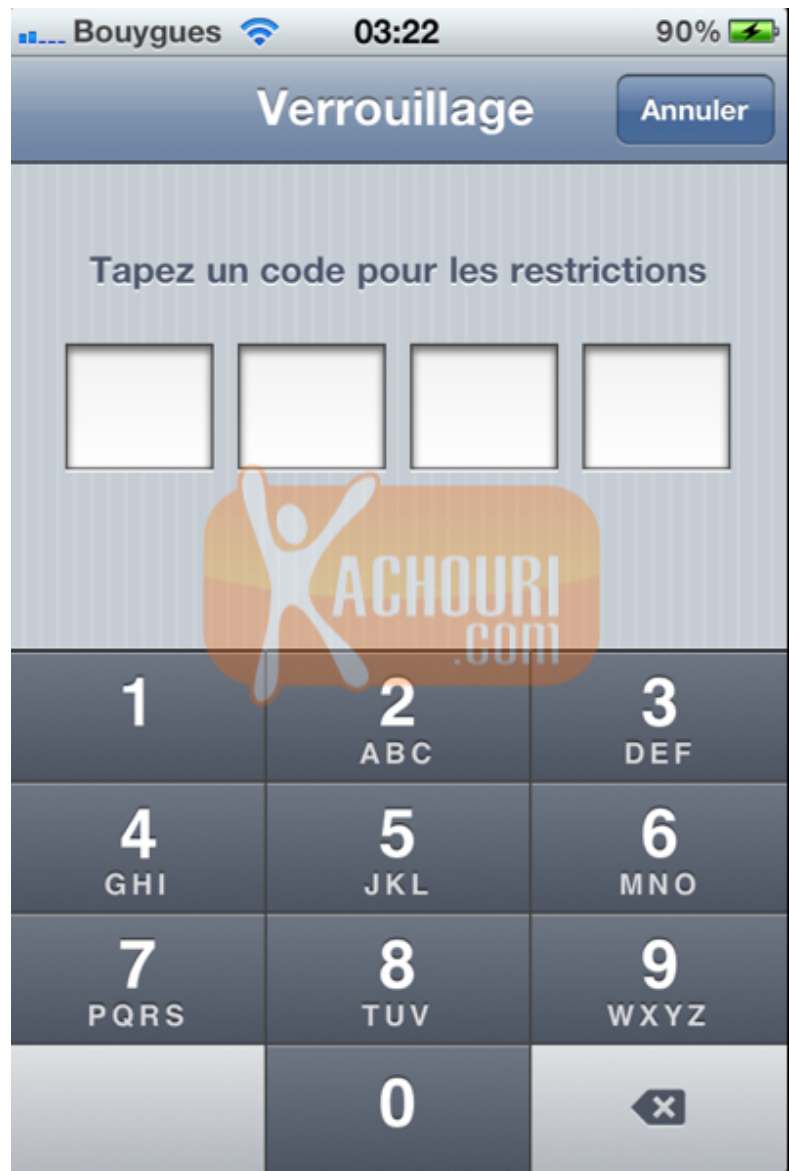 Bouygues 03:22 90%
Verrouillage Annuler
Tapez un code pour les restrictions
KACHOURI
.COM
1 2 3
ABC DEF
4 5 6
GHI JKL MNO
7 8 9
PQRS TUV WXYZ
0